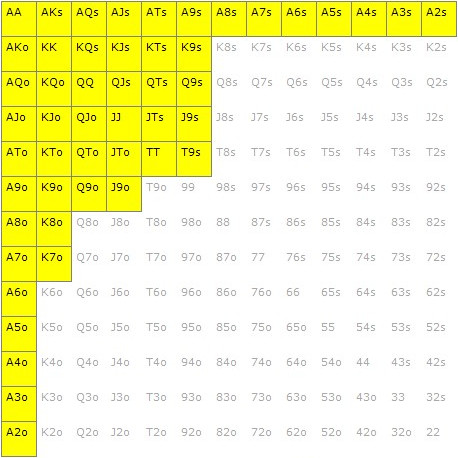 AA AKs AQs AJs ATs A9s A8s A7s A6s A5s A4s A3s A2s
AKo KK KQs KJs KTs K9s K8s K7s K6s K5s K4s K3s K2s
AQo KQo QQ QJs QTs Q9s Q8s Q7s Q6s Q5s Q4s Q3s Q2s
AJo KJo QJo JJ JTs J9s J8s J7s J6s J5s J4s J3s J2s
ATo KTo QTo JTo TT T9s T8s T7s T6s T5s T4s T3s T2s
A9o K9o Q9o J9o T9o 99 98s 97s 96s 95s 94s 93s 92s
A8o K8o Q8o J8o T8o 98o 88 87s 86s 85s 84s 83s 82s
A7o K7o Q7o J7o T7o 97o 87o 77 76s 75s 74s 73s 72s
A6o K6o Q6o J6o T6o 96o 86o 76o 66 65s 64s 63s 62s
A5o K5o Q5o J5o T5o 95o 85o 75o 65o 55 54s 53s 52s
A4o K4o Q4o J4o T4o 94o 84o 74o 64o 54o 44 43s 42s
A3o K3o Q3o J3o T3o 93o 83o 73o 63o 53o 43o 33 32s
A2o K2o Q2o J2o T2o 92o 82o 72o 62o 52o 42o 32o 22